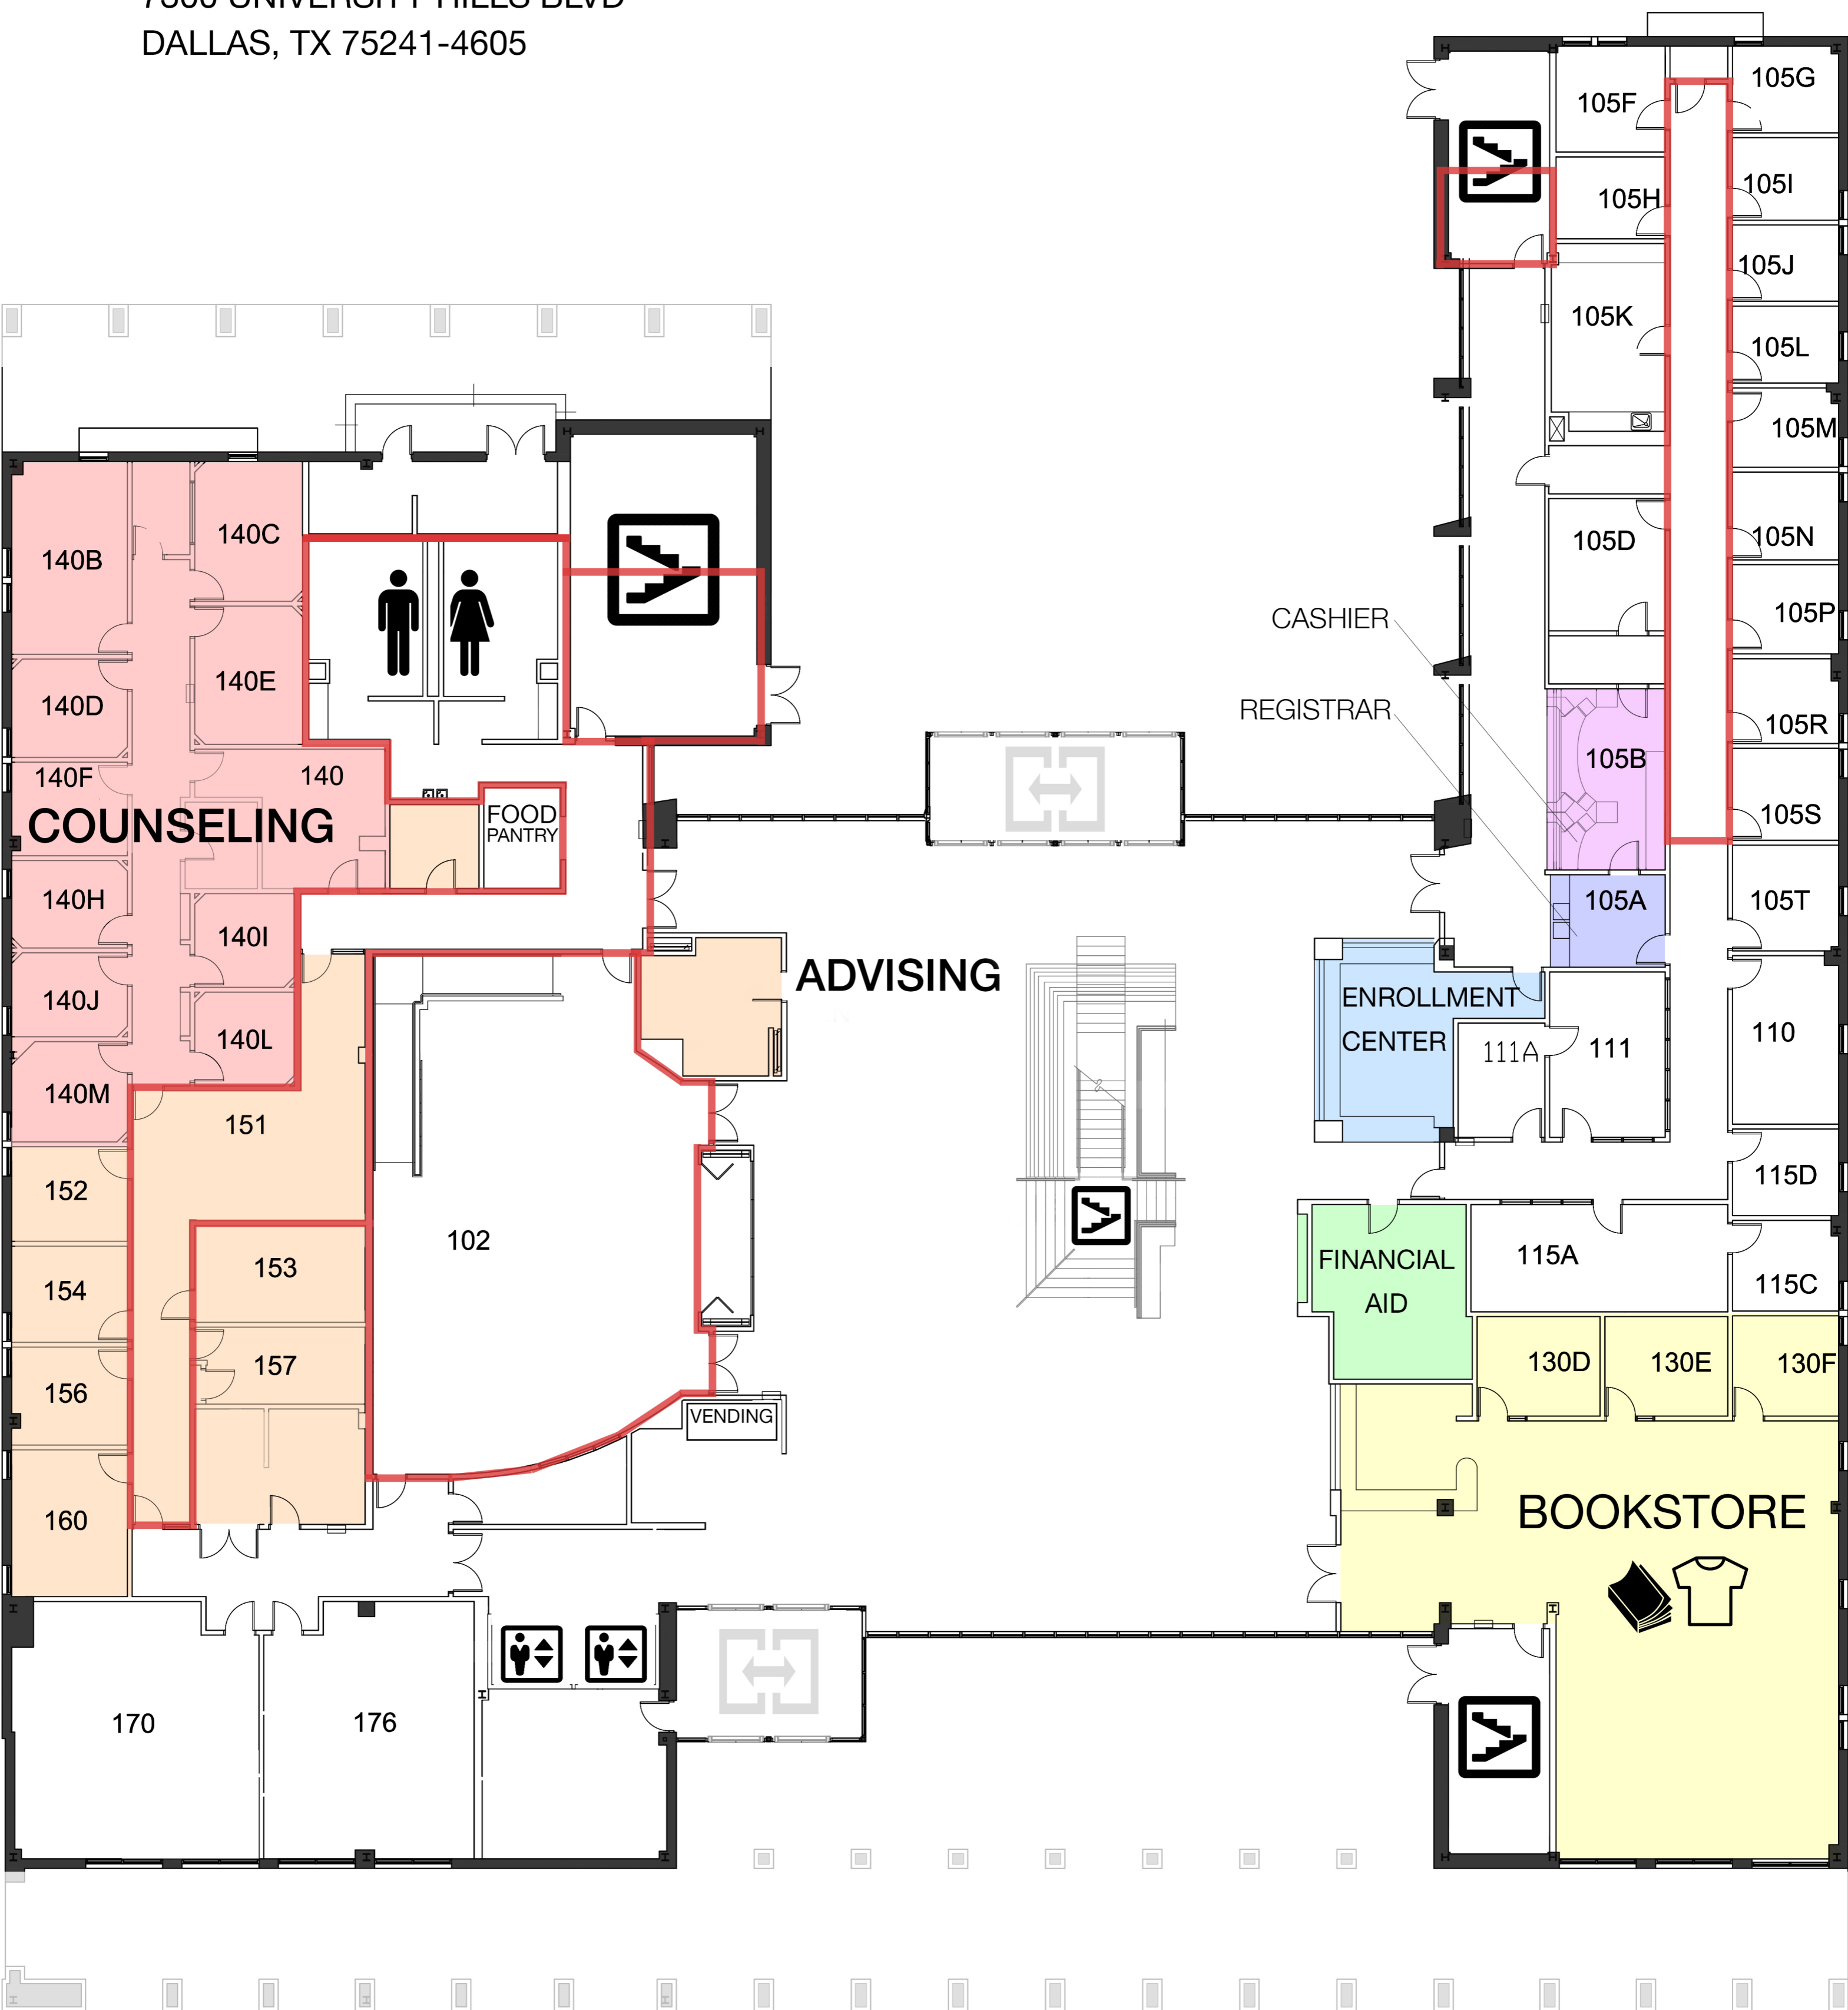 DALLAS, TX 75241-4605
105G
105F
105I
105H
105J
105K
105L
105M
140C
105N
105D
140B
105P
CASHIER
140E
140D
REGISTRAR
105R
105B
140F
140
105S
FOOD
PANTRY
COUNSELING
140H
105A
105T
140I
ADVISING
140J
ENROLLMENT
CENTER
110
140L
111A
111
140M
151
115D
152
102
153
FINANCIAL
AID
115A
154
115C
157
130D
130E
130F
156
VENDING
160
BOOKSTORE
170
176